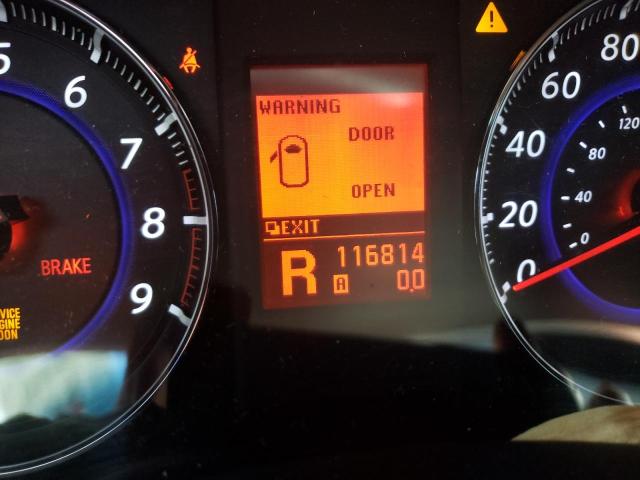 5
6
7
8
9
BRAKE
VICE
GINE
OON
WARNING
DOOR
OPEN
EXIT
R 116814
A 0.0
80
60
40
20
0
120
80
40
0